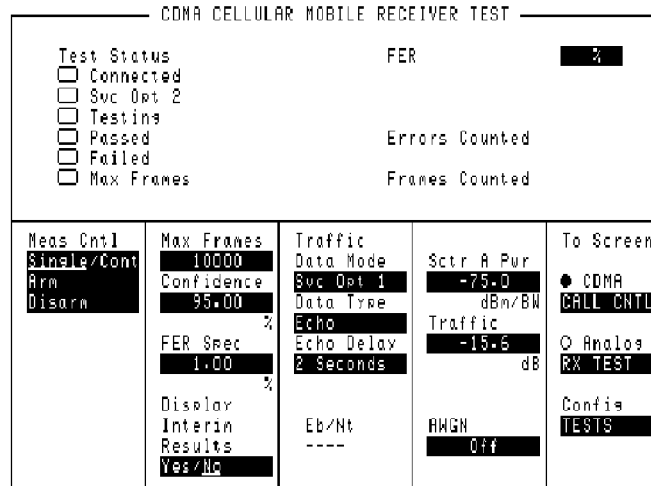 CDMA CELLULAR MOBILE RECEIVER TEST
Test Status
Connected
Svc Opt 2
Testing
Passed
Failed
Max Frames
FER
%
Errors Counted
Frames Counted
Meas Cntl
Single/Cont
Arm
Disarm
Max Frames
10000
Confidence
95.00
%
FER Spec
1.00
%
Display
Interim
Results
Yes/No
Traffic
Data Mode
Svc Opt 1
Data Type
Echo
Echo Delay
2 Seconds
Eb/Nt
----
Sctr A Pwr
-75.0
dBm/BW
Traffic
-15.6
dB
AWGN
Off
To Screen
CDMA
CALL CNTL
Analog
RX TEST
Config
TESTS